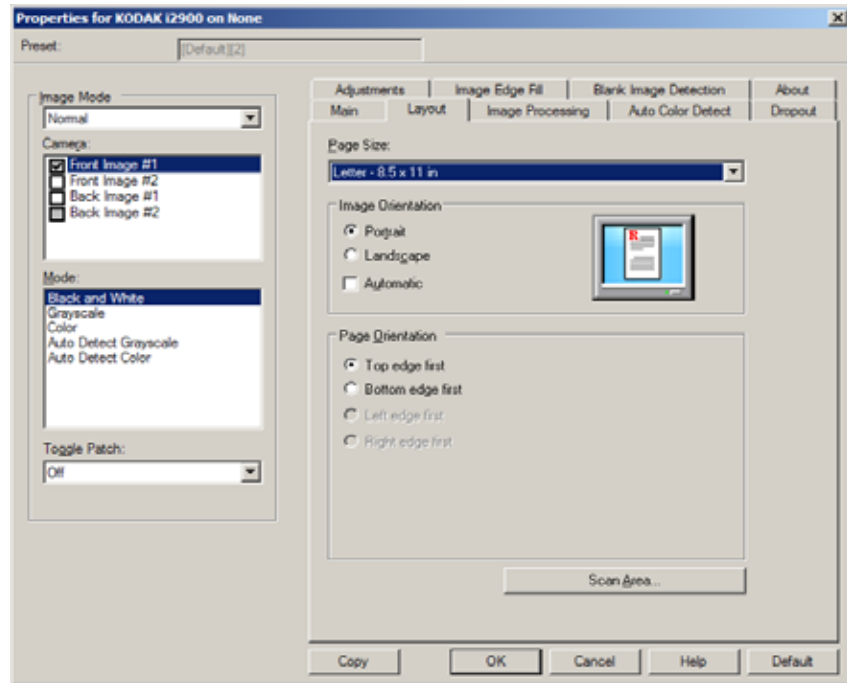 Properties for KODAK i2900 on None
Preset:
[Default][2]
Image Mode
Normal
Camera:
Front Image #1
Front Image #2
Back Image #1
Back Image #2
Mode:
Black and White
Grayscale
Color
Auto Detect Grayscale
Auto Detect Color
Toggle Patch:
Off
Adjustments
Image Edge Fill
Blank Image Detection
About
Main
Layout
Image Processing
Auto Color Detect
Dropout
Page Size:
Letter - 8.5 x 11 in
Image Orientation
Portrait
Landscape
Automatic
R
Page Orientation
Top edge first
Bottom edge first
Left edge first
Right edge first
Scan Area...
Copy
OK
Cancel
Help
Default